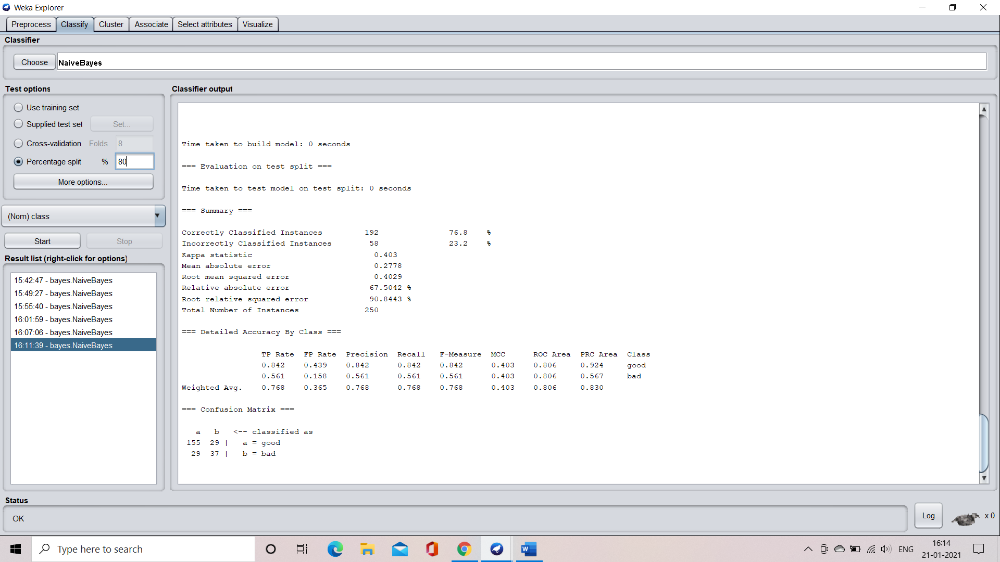 Weka Explorer
Preprocess Classify Cluster Associate Select attributes Visualize
Classifier
Choose NaiveBayes
Test options
Use training set
Supplied test set Set...
Cross-validation Folds 8
Percentage split % 80
More options...
(Nom) class
Start Stop
Result list (right-click for options)
15:42:47 - bayes.NaiveBayes
15:49:27 - bayes.NaiveBayes
15:55:40 - bayes.NaiveBayes
16:01:59 - bayes.NaiveBayes
16:07:06 - bayes.NaiveBayes
16:11:39 - bayes.NaiveBayes
Classifier output
Time taken to build model: 0 seconds
=== Evaluation on test split ===
Time taken to test model on test split: 0 seconds
=== Summary ===
Correctly Classified Instances 192 76.8 %
Incorrectly Classified Instances 58 23.2 %
Kappa statistic 0.403
Mean absolute error 0.2778
Root mean squared error 0.4029
Relative absolute error 67.5042 %
Root relative squared error 90.8443 %
Total Number of Instances 250
=== Detailed Accuracy By Class ===
TP Rate FP Rate Precision Recall F-Measure MCC ROC Area PRC Area Class
0.842 0.439 0.842 0.842 0.842 0.403 0.806 0.924 good
0.561 0.158 0.561 0.561 0.561 0.403 0.806 0.567 bad
Weighted Avg. 0.768 0.365 0.768 0.768 0.768 0.403 0.806 0.830
=== Confusion Matrix ===
a b <-- classified as
155 29 | a = good
29 37 | b = bad
Status
OK
Log x 0
Type here to search
W
ENG
16:14
21-01-2021